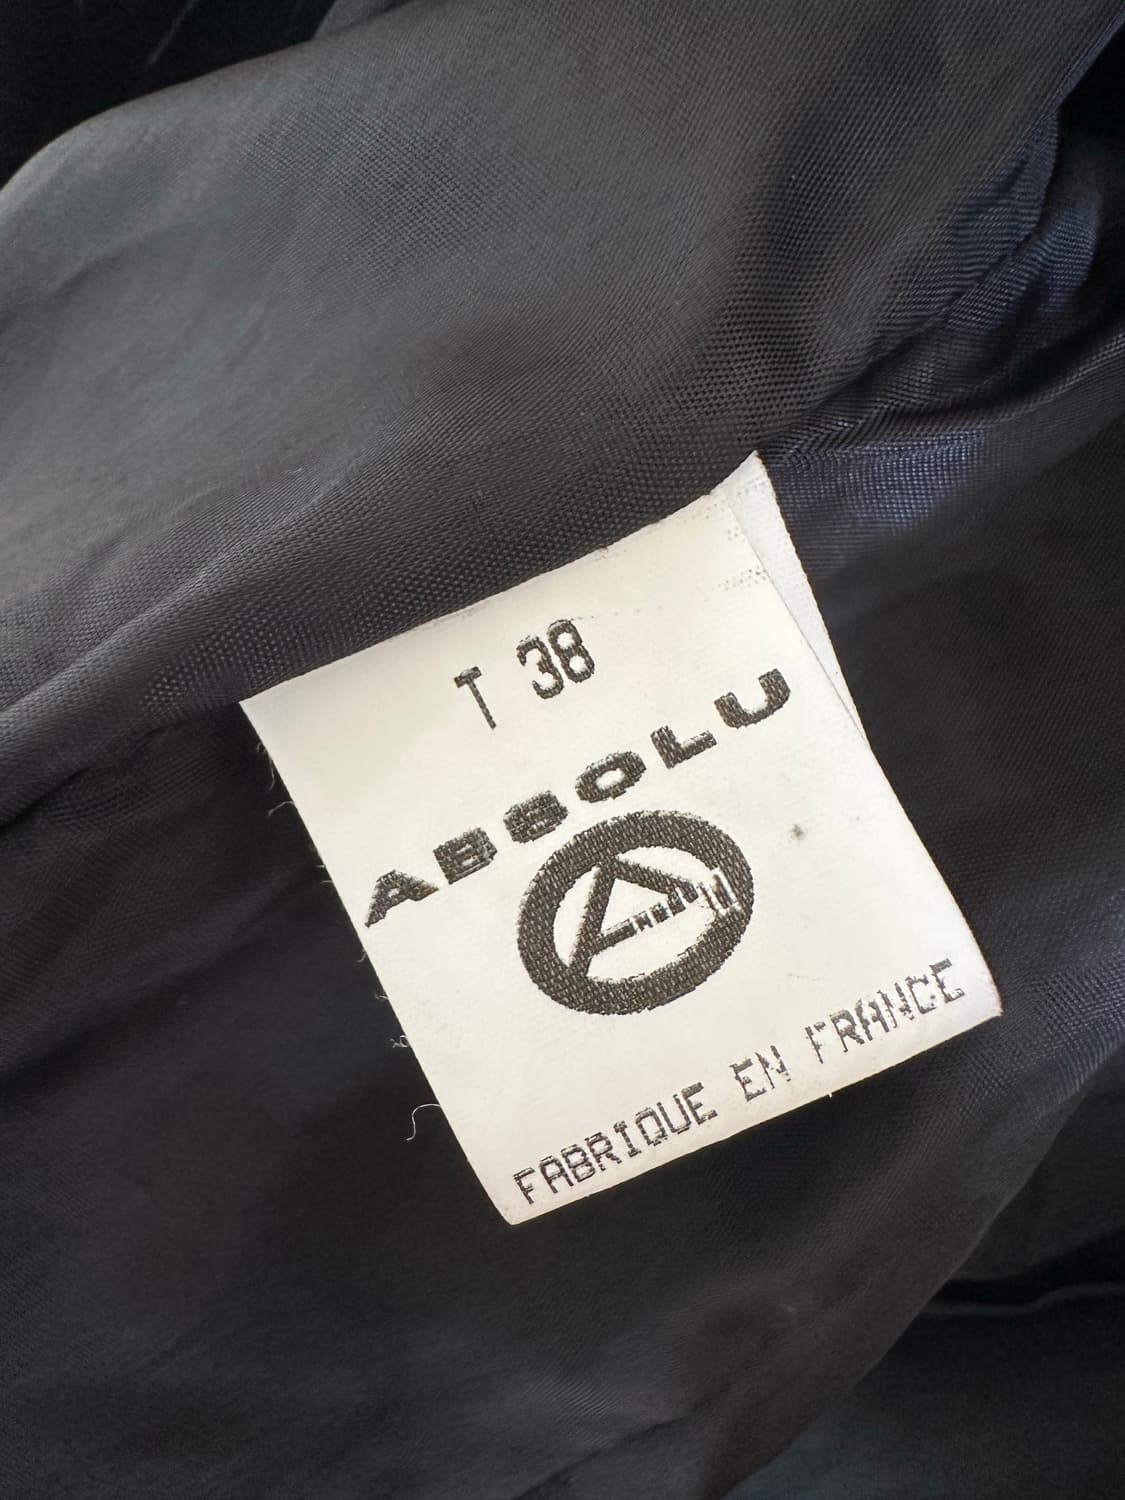 T 38
ABSOLU
FABRIQUE EN FRANCE